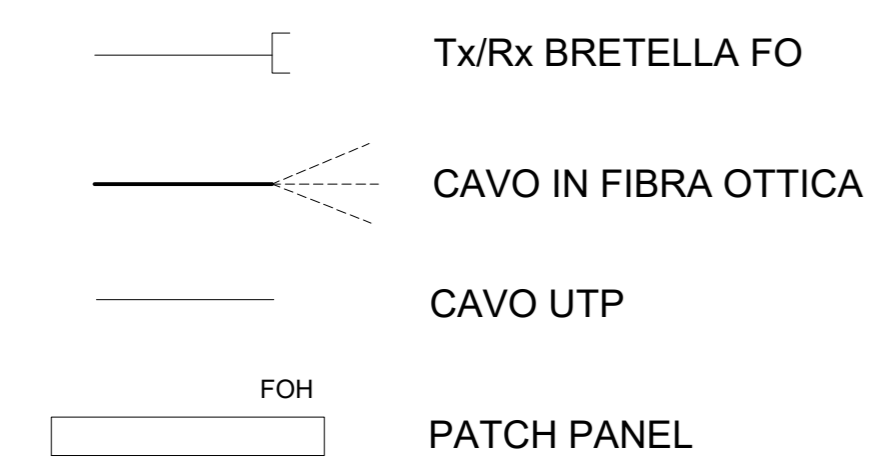 Tx/Rx BRETELLA FO
CAVO IN FIBRA OTTICA
CAVO UTP
FOH
PATCH PANEL